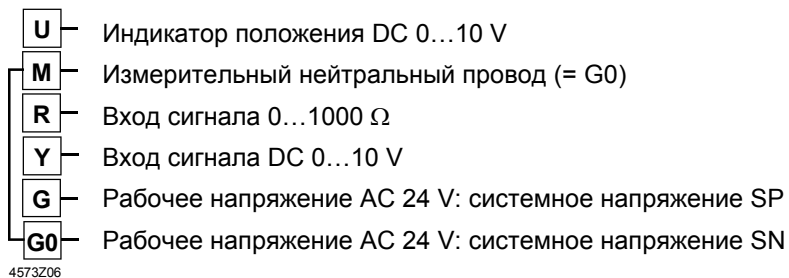 U Индикатор положения DC 0…10 V
M Измерительный нейтральный провод (= G0)
R Вход сигнала 0…1000 Ω
Y Вход сигнала DC 0…10 V
G Рабочее напряжение AC 24 V: системное напряжение SP
G0 Рабочее напряжение AC 24 V: системное напряжение SN
4573Z06